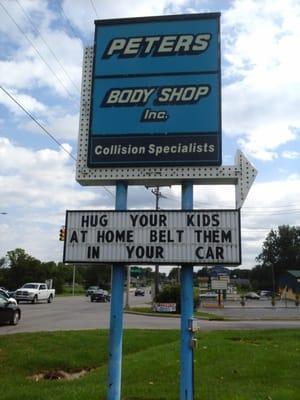 PETERS
BODY SHOP
Inc.
Collision Specialists
HUG YOUR KIDS
AT HOME BELT THEM
IN YOUR CAR